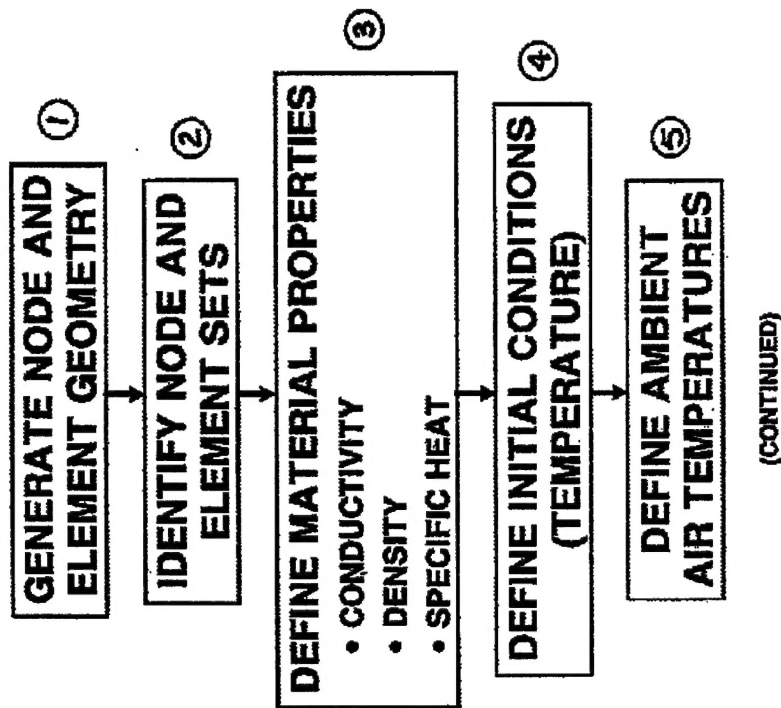 GENERATE NODE AND
ELEMENT GEOMETRY
①
IDENTIFY NODE AND
ELEMENT SETS
②
DEFINE MATERIAL PROPERTIES
• CONDUCTIVITY
• DENSITY
• SPECIFIC HEAT
③
DEFINE INITIAL CONDITIONS
(TEMPERATURE)
④
DEFINE AMBIENT
AIR TEMPERATURES
⑤
(CONTINUED)